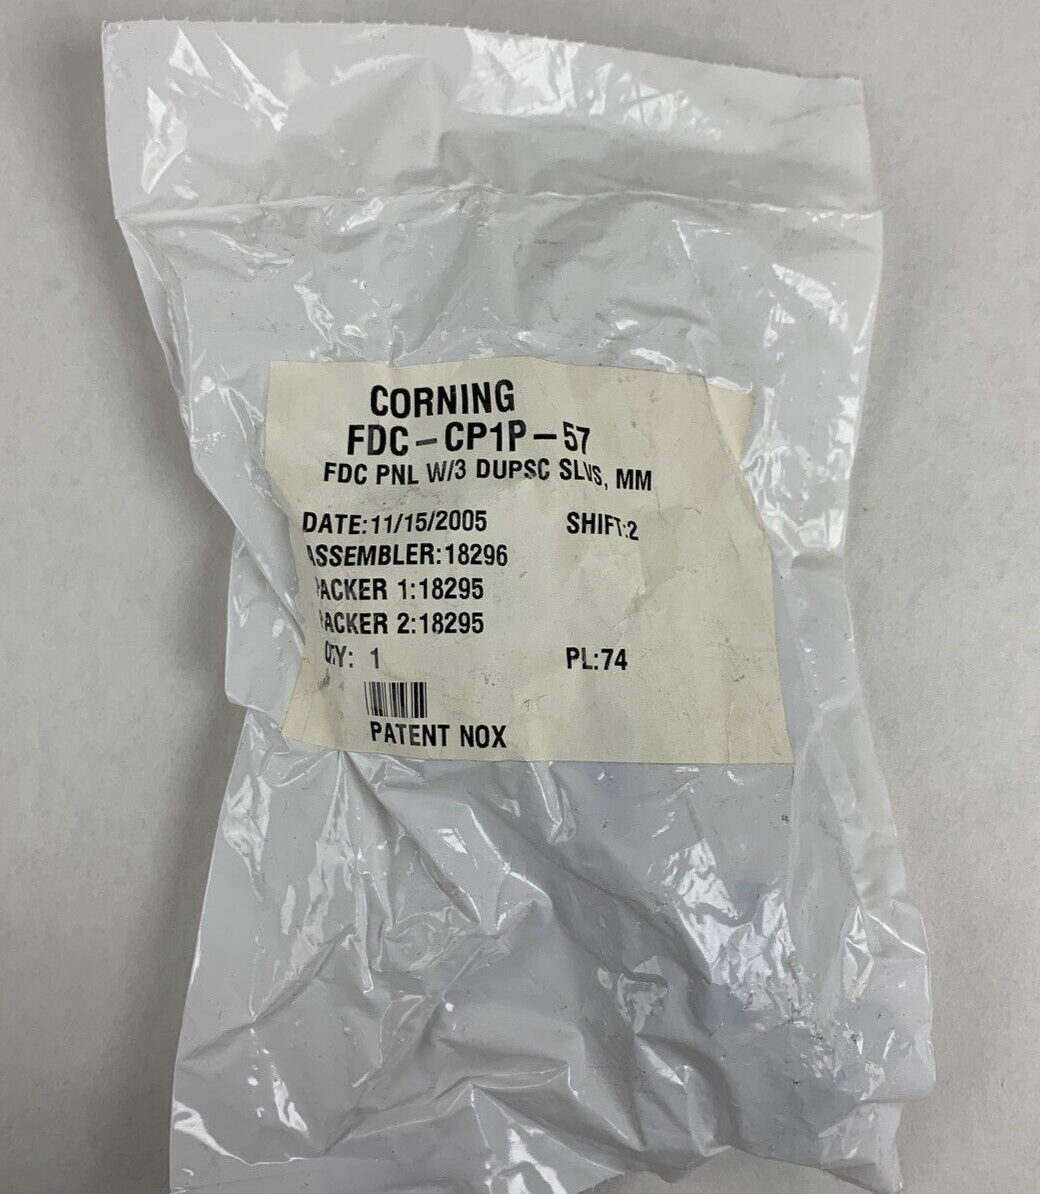 CORNING
FDC-CP1P-57
FDC PNL W/3 DUPSC SLVS, MM
DATE:11/15/2005 SHIFT:2
ASSEMBLER:18296
PACKER 1:18295
PACKER 2:18295
QTY: 1 PL:74
PATENT NOX